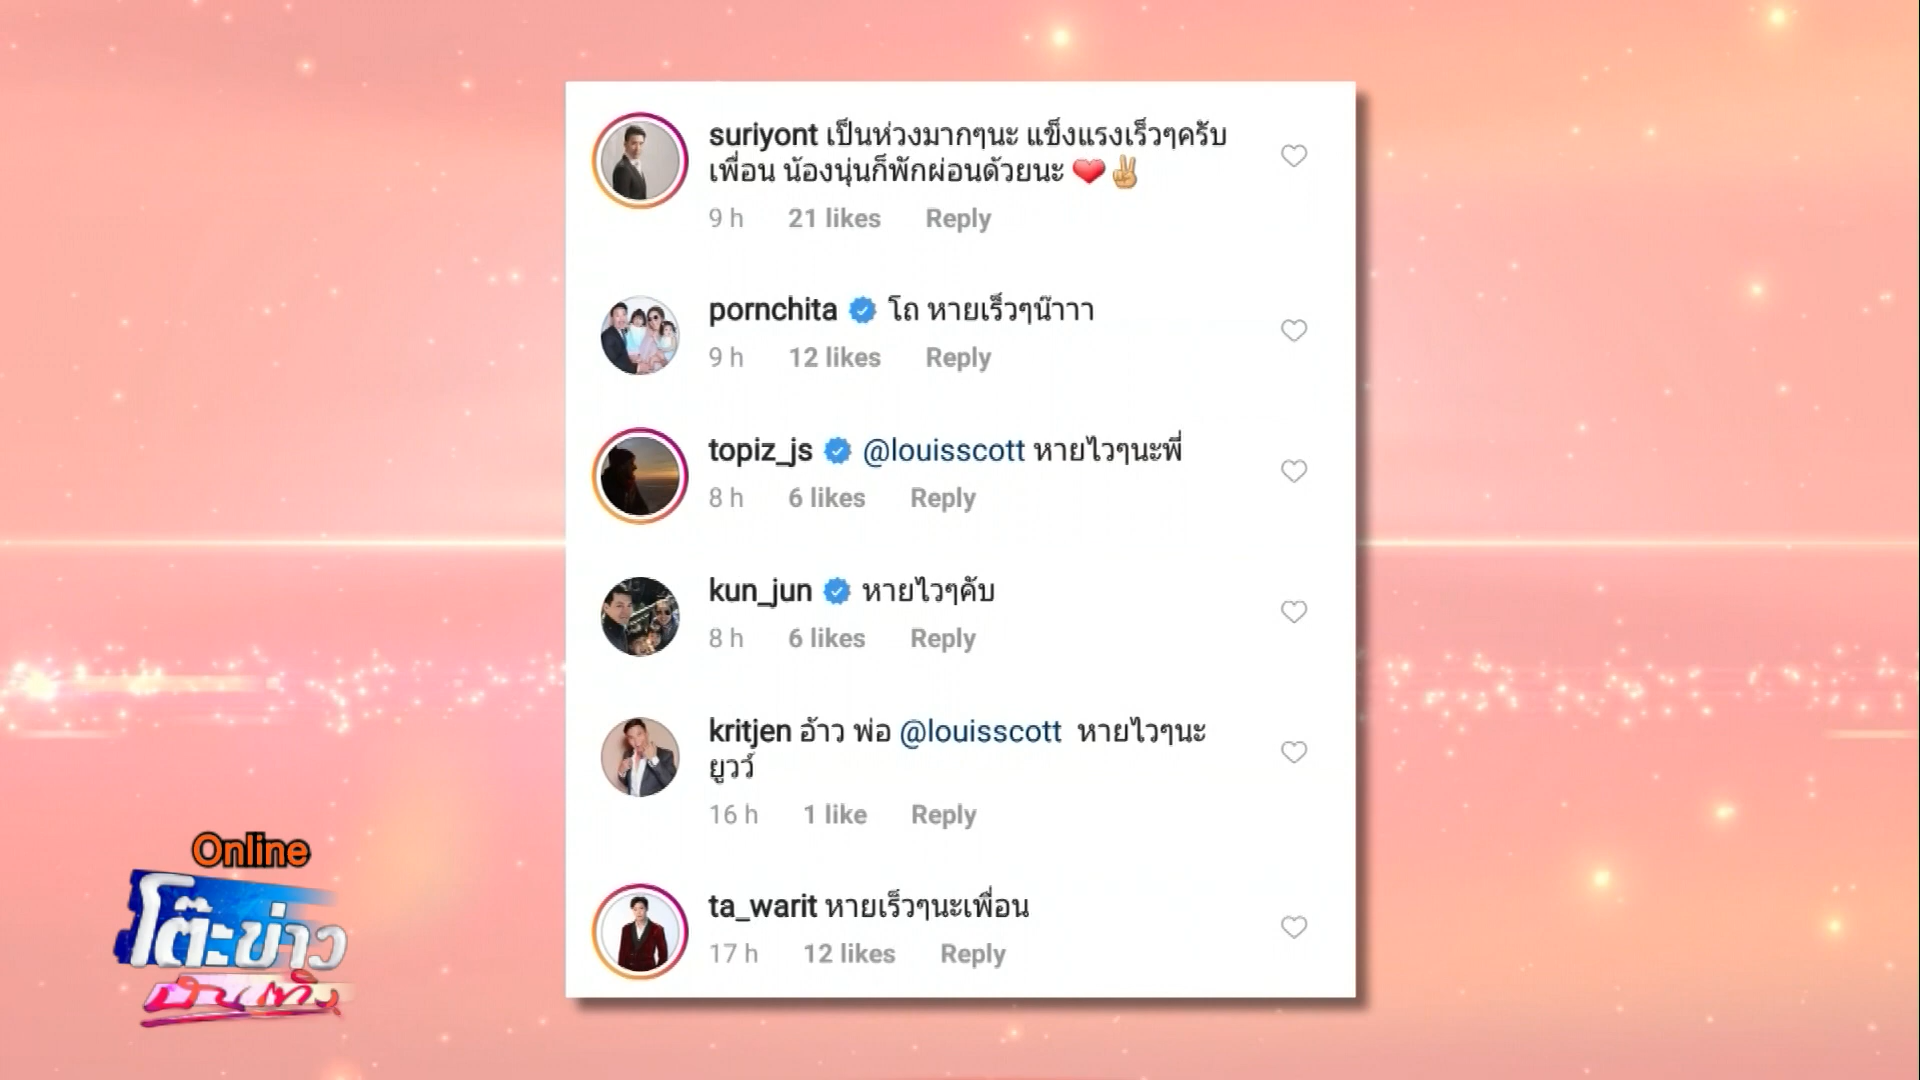 suriyont เป็นห่วงมากๆนะ แข็งแรงเร็วๆครับ
เพื่อน น้องนุ่นก็พักผ่อนด้วยนะ ❤️✌🏼
9 h 21 likes Reply
pornchita โถ หายเร็วๆน๊าาา
9 h 12 likes Reply
topiz_js @louisscott หายไวๆนะพี่
8 h 6 likes Reply
kun_jun หายไวๆคับ
8 h 6 likes Reply
kritjen อ้าว พ่อ @louisscott หายไวๆนะ
ยูวว์
16 h 1 like Reply
ta_warit หายเร็วๆนะเพื่อน
17 h 12 likes Reply
Online
โต๊ะข่าว
บันเทิง